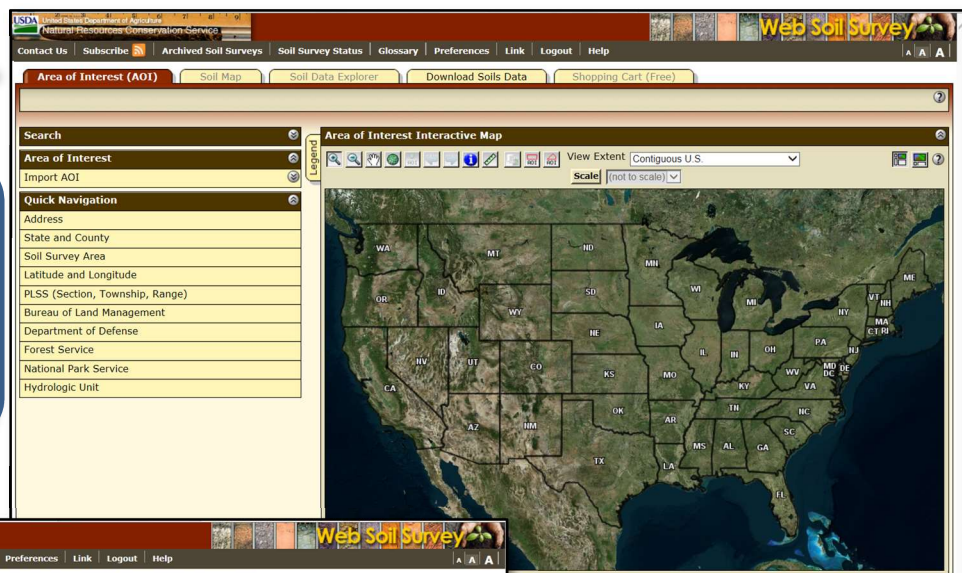 USDA United States Department of Agriculture
Natural Resources Conservation Service
6 7 8 9
Web Soil Survey
Contact Us Subscribe Archived Soil Surveys Soil Survey Status Glossary Preferences Link Logout Help A A A
Area of Interest (AOI) Soil Map Soil Data Explorer Download Soils Data Shopping Cart (Free)
Search
Area of Interest
Import AOI
Quick Navigation
Address
State and County
Soil Survey Area
Latitude and Longitude
PLSS (Section, Township, Range)
Bureau of Land Management
Department of Defense
Forest Service
National Park Service
Hydrologic Unit
Legend
Area of Interest Interactive Map
View Extent Contiguous U.S.
Scale (not to scale)
WA MT ND MN ME
OR ID SD WI MI VT NH
WY NY MA
IA CT RI
NE PA NJ
NV UT CO IL IN OH MD DE
KS MO WV DC
CA KY VA
AZ NM OK AR TN NC
SC
MS AL GA
TX LA
FL
Web Soil Survey
Preferences Link Logout Help A A A